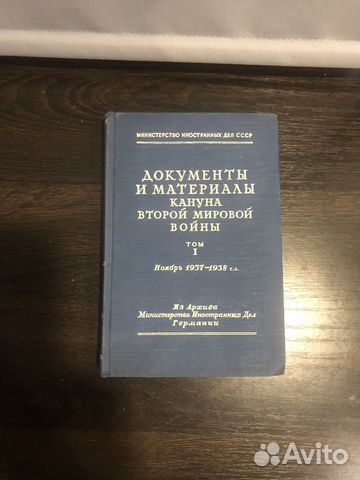 МИНИСТЕРСТВО ИНОСТРАННЫХ ДЕЛ СССР
ДОКУМЕНТЫ
И МАТЕРИАЛЫ
КАНУНА
ВТОРОЙ МИРОВОЙ
ВОЙНЫ
ТОМ
I
Ноябрь 1937–1938 г.г.
Из Архива
Министерства Иностранных Дел
Германии
Avito